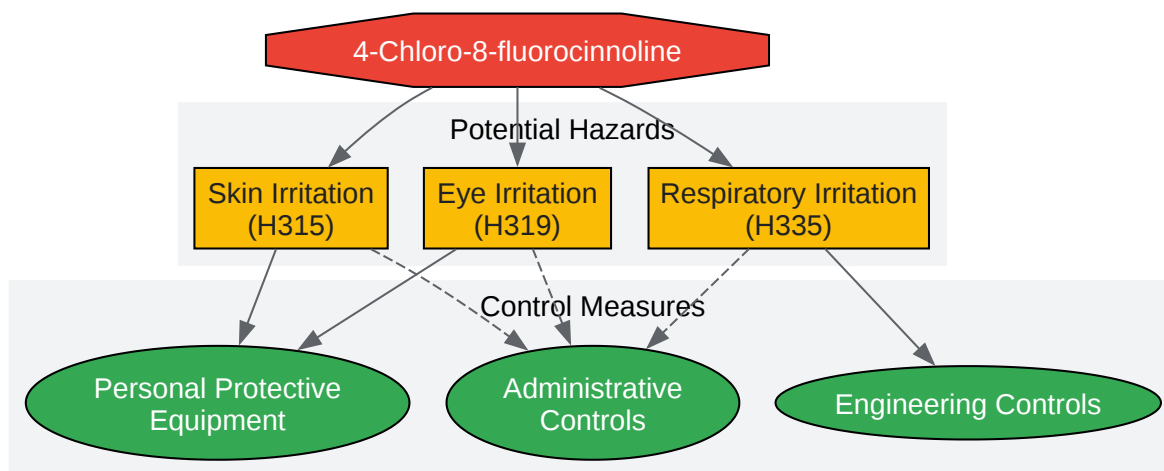 4-Chloro-8-fluorocinnoline
Potential Hazards
Skin Irritation
(H315)
Eye Irritation
(H319)
Respiratory Irritation
(H335)
Control Measures
Personal Protective
Equipment
Administrative
Controls
Engineering Controls